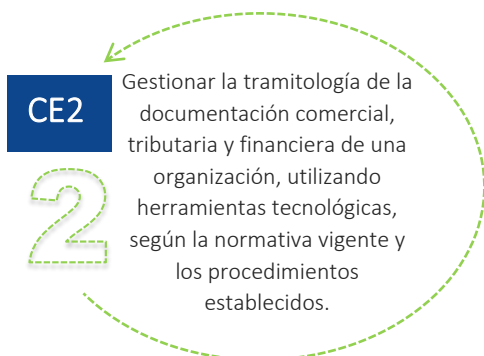 CE2
2
Gestionar la tramitología de la
documentación comercial,
tributaria y financiera de una
organización, utilizando
herramientas tecnológicas,
según la normativa vigente y
los procedimientos
establecidos.